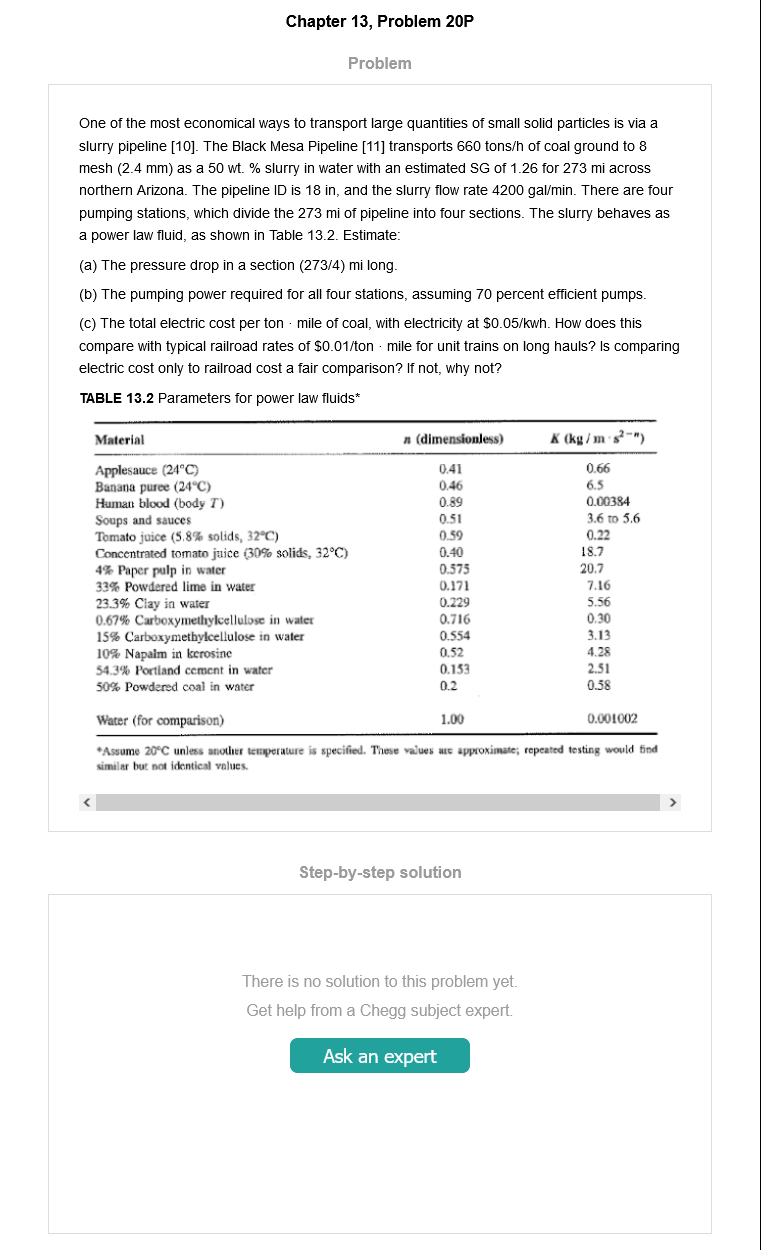 Chapter 13, Problem 20P
Problem
One of the most economical ways to transport large quantities of small solid particles is via a
slurry pipeline [10]. The Black Mesa Pipeline [11] transports 660 tons/h of coal ground to 8
mesh (2.4 mm) as a 50 wt. % slurry in water with an estimated SG of 1.26 for 273 mi across
northern Arizona. The pipeline ID is 18 in, and the slurry flow rate 4200 gal/min. There are four
pumping stations, which divide the 273 mi of pipeline into four sections. The slurry behaves as
a power law fluid, as shown in Table 13.2. Estimate:
(a) The pressure drop in a section (273/4) mi long.
(b) The pumping power required for all four stations, assuming 70 percent efficient pumps.
(c) The total electric cost per ton · mile of coal, with electricity at $0.05/kwh. How does this
compare with typical railroad rates of $0.01/ton · mile for unit trains on long hauls? Is comparing
electric cost only to railroad cost a fair comparison? If not, why not?
TABLE 13.2 Parameters for power law fluids*
Material n (dimensionless) K (kg / m · s²⁻ⁿ)
Applesauce (24°C) 0.41 0.66
Banana puree (24°C) 0.46 6.5
Human blood (body T) 0.89 0.00384
Soups and sauces 0.51 3.6 to 5.6
Tomato juice (5.8% solids, 32°C) 0.59 0.22
Concentrated tomato juice (30% solids, 32°C) 0.40 18.7
4% Paper pulp in water 0.575 20.7
33% Powdered lime in water 0.171 7.16
23.3% Clay in water 0.229 5.56
0.67% Carboxymethylcellulose in water 0.716 0.30
15% Carboxymethylcellulose in water 0.554 3.13
10% Napalm in kerosine 0.52 4.28
54.3% Portland cement in water 0.153 2.51
50% Powdered coal in water 0.2 0.58
Water (for comparison) 1.00 0.001002
*Assume 20°C unless another temperature is specified. These values are approximate; repeated testing would find
similar but not identical values.
Step-by-step solution
There is no solution to this problem yet.
Get help from a Chegg subject expert.
Ask an expert